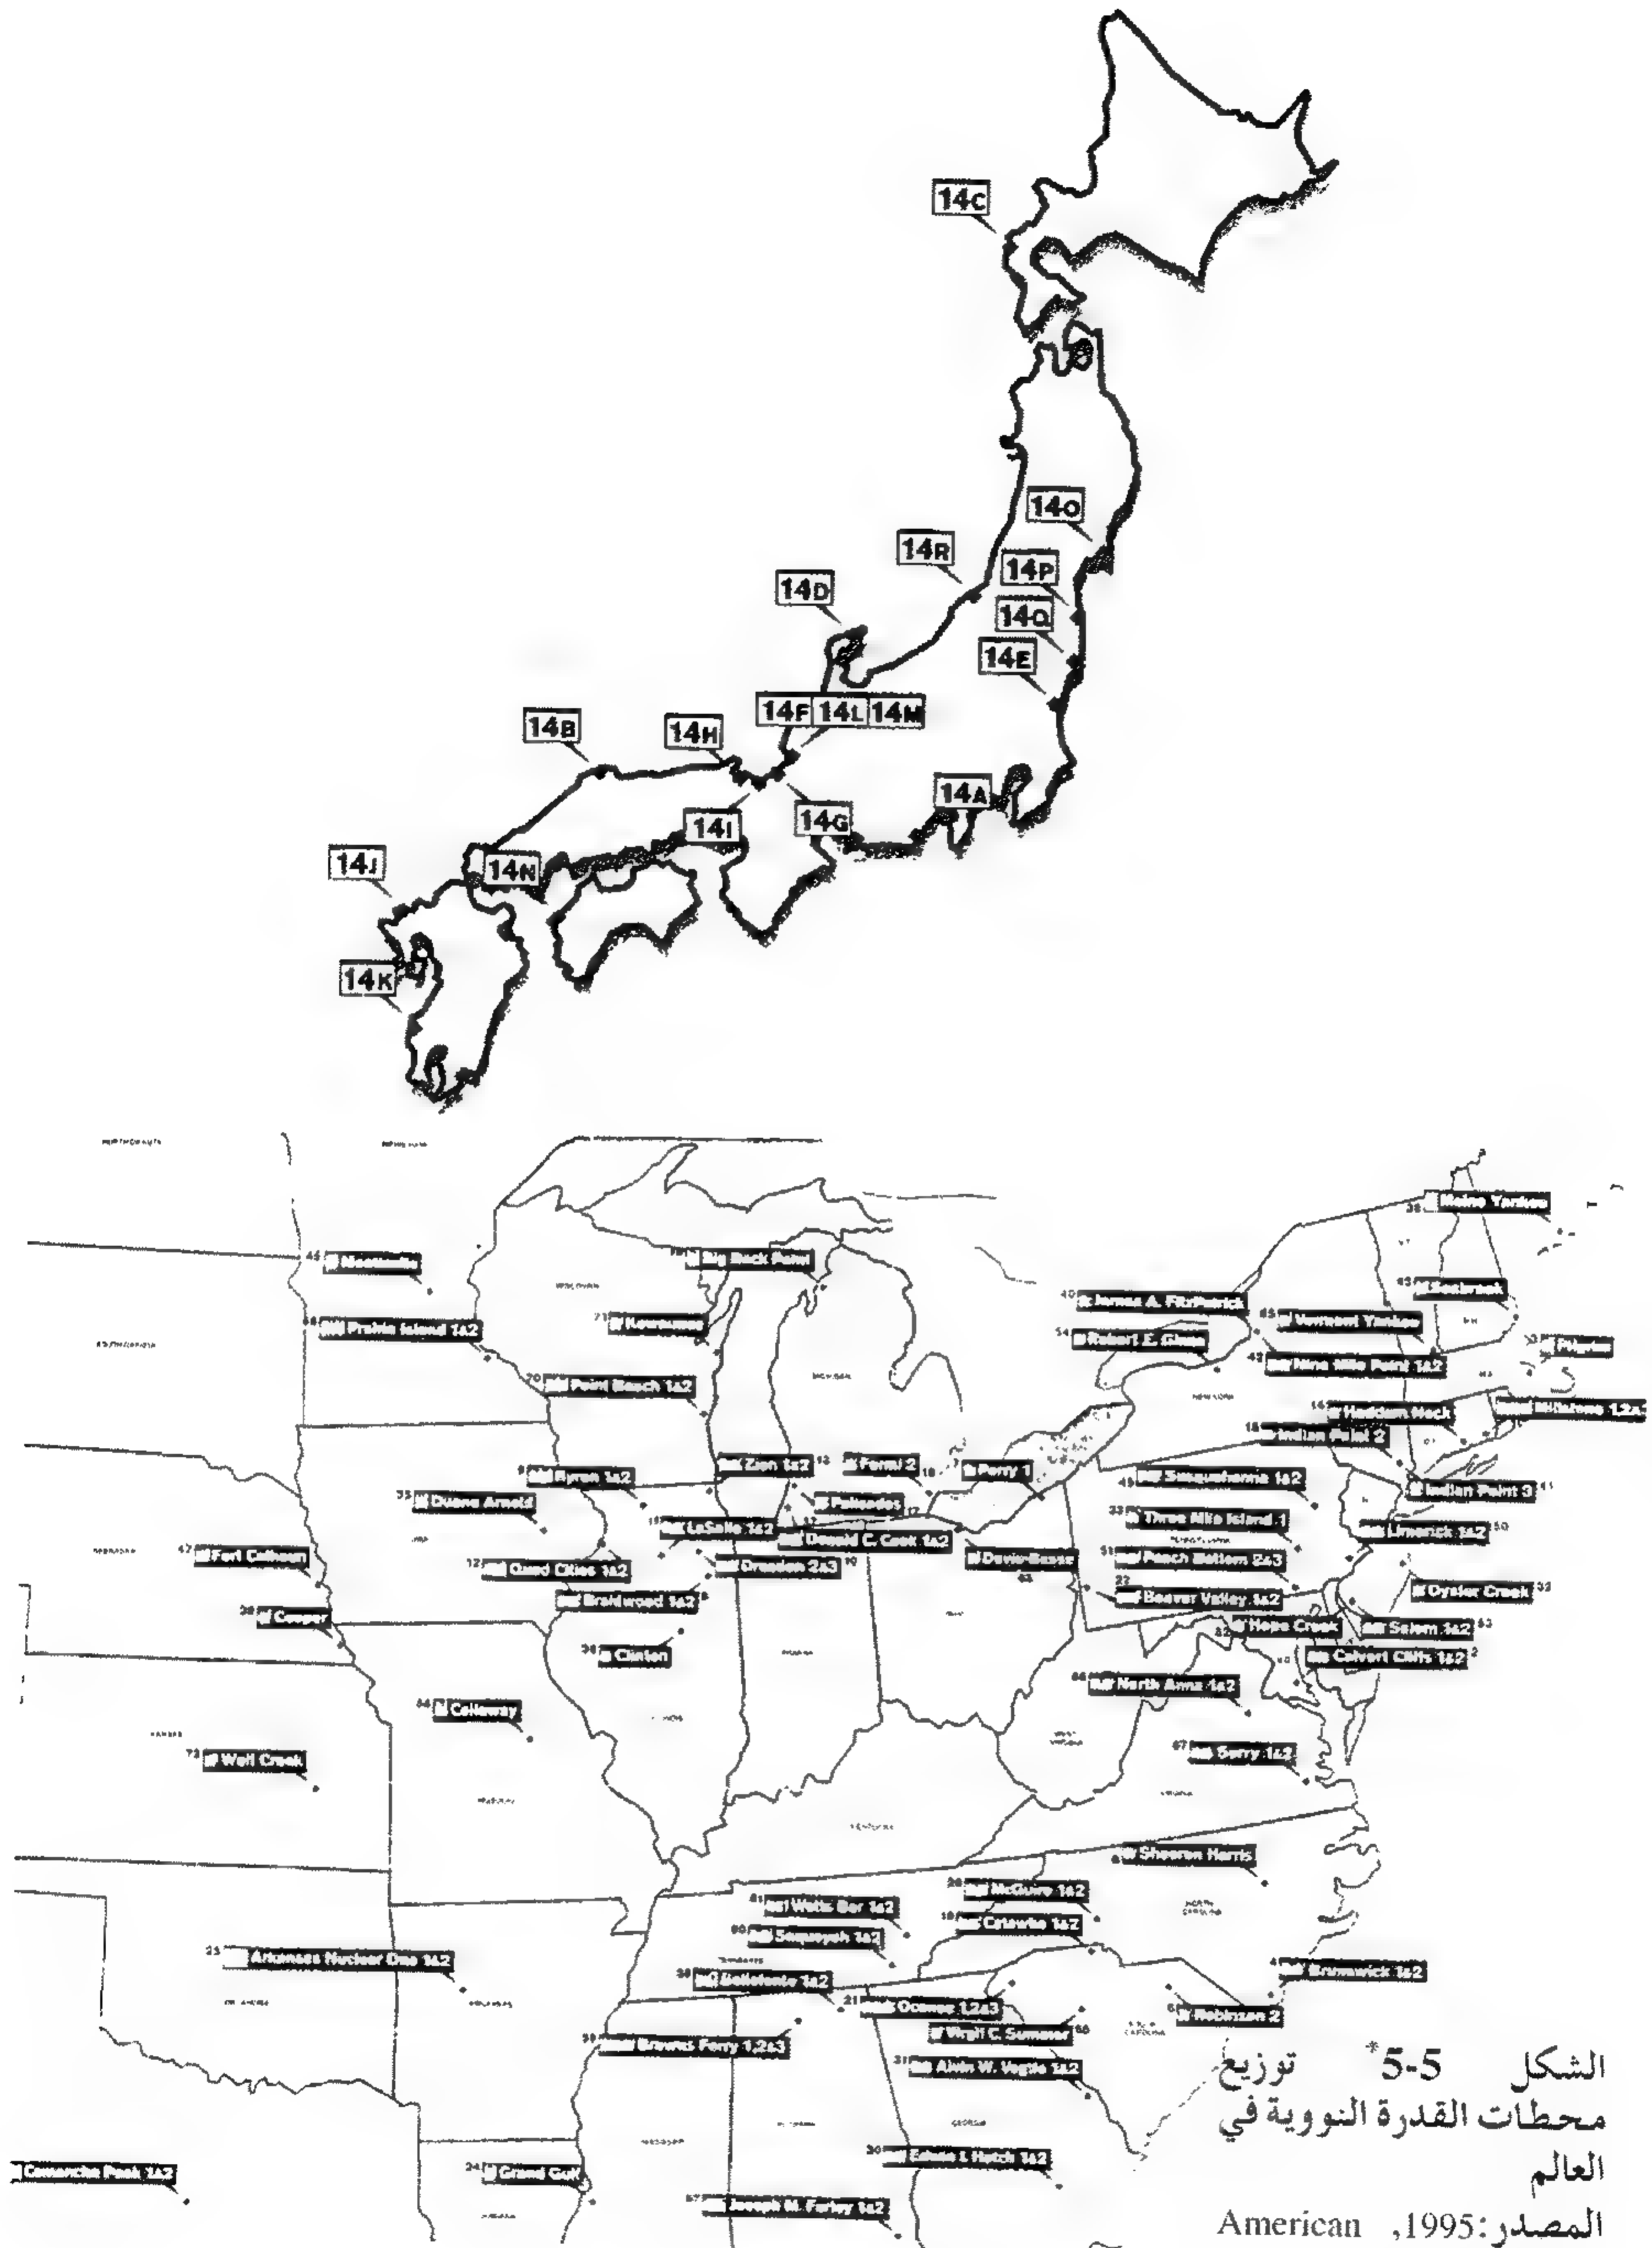 14C
14O
14R
14P
14D
14Q
14E
14F 14L 14M
14B
14H
14A
14I
14G
14J
14N
14K
Maine Yankee
Big Rock Point
Seabrook
Prairie Island 1&2
Kewaunee
James A. FitzPatrick
Vermont Yankee
Robert E. Ginna
Pilgrim
Nine Mile Point 1&2
Point Beach 1&2
Haddam Neck
Millstone 1,2&
Indian Point 2
Byron 1&2
Zion 1&2
Fermi 2
Perry 1
Susquehanna 1&2
Indian Point 3
Duane Arnold
Palisades
Three Mile Island 1
LaSalle 1&2
Donald C. Cook 1&2
Limerick 1&2
Fort Calhoun
Quad Cities 1&2
Dresden 2&3
Davis-Besse
Peach Bottom 2&3
Braidwood 1&2
Beaver Valley 1&2
Oyster Creek
Cooper
Hope Creek
Salem 1&2
Clinton
Calvert Cliffs 1&2
North Anna 1&2
Callaway
Wolf Creek
Surry 1&2
KENTUCKY
Shearon Harris
McGuire 1&2
Watts Bar 1&2
Catawba 1&2
NORTH CAROLINA
Sequoyah 1&2
Arkansas Nuclear One 1&2
Bellefonte 1&2
Brunswick 1&2
Oconee 1,2&3
Robinson 2
Virgil C. Summer
Browns Ferry 1,2&3
Alvin W. Vogtle 1&2
GEORGIA
Edwin I. Hatch 1&2
Comanche Peak 1&2
Grand Gulf
Joseph M. Farley 1&2
الشكل 5-5* توزيع
محطات القدرة النووية في
العالم
المصدر: 1995, American